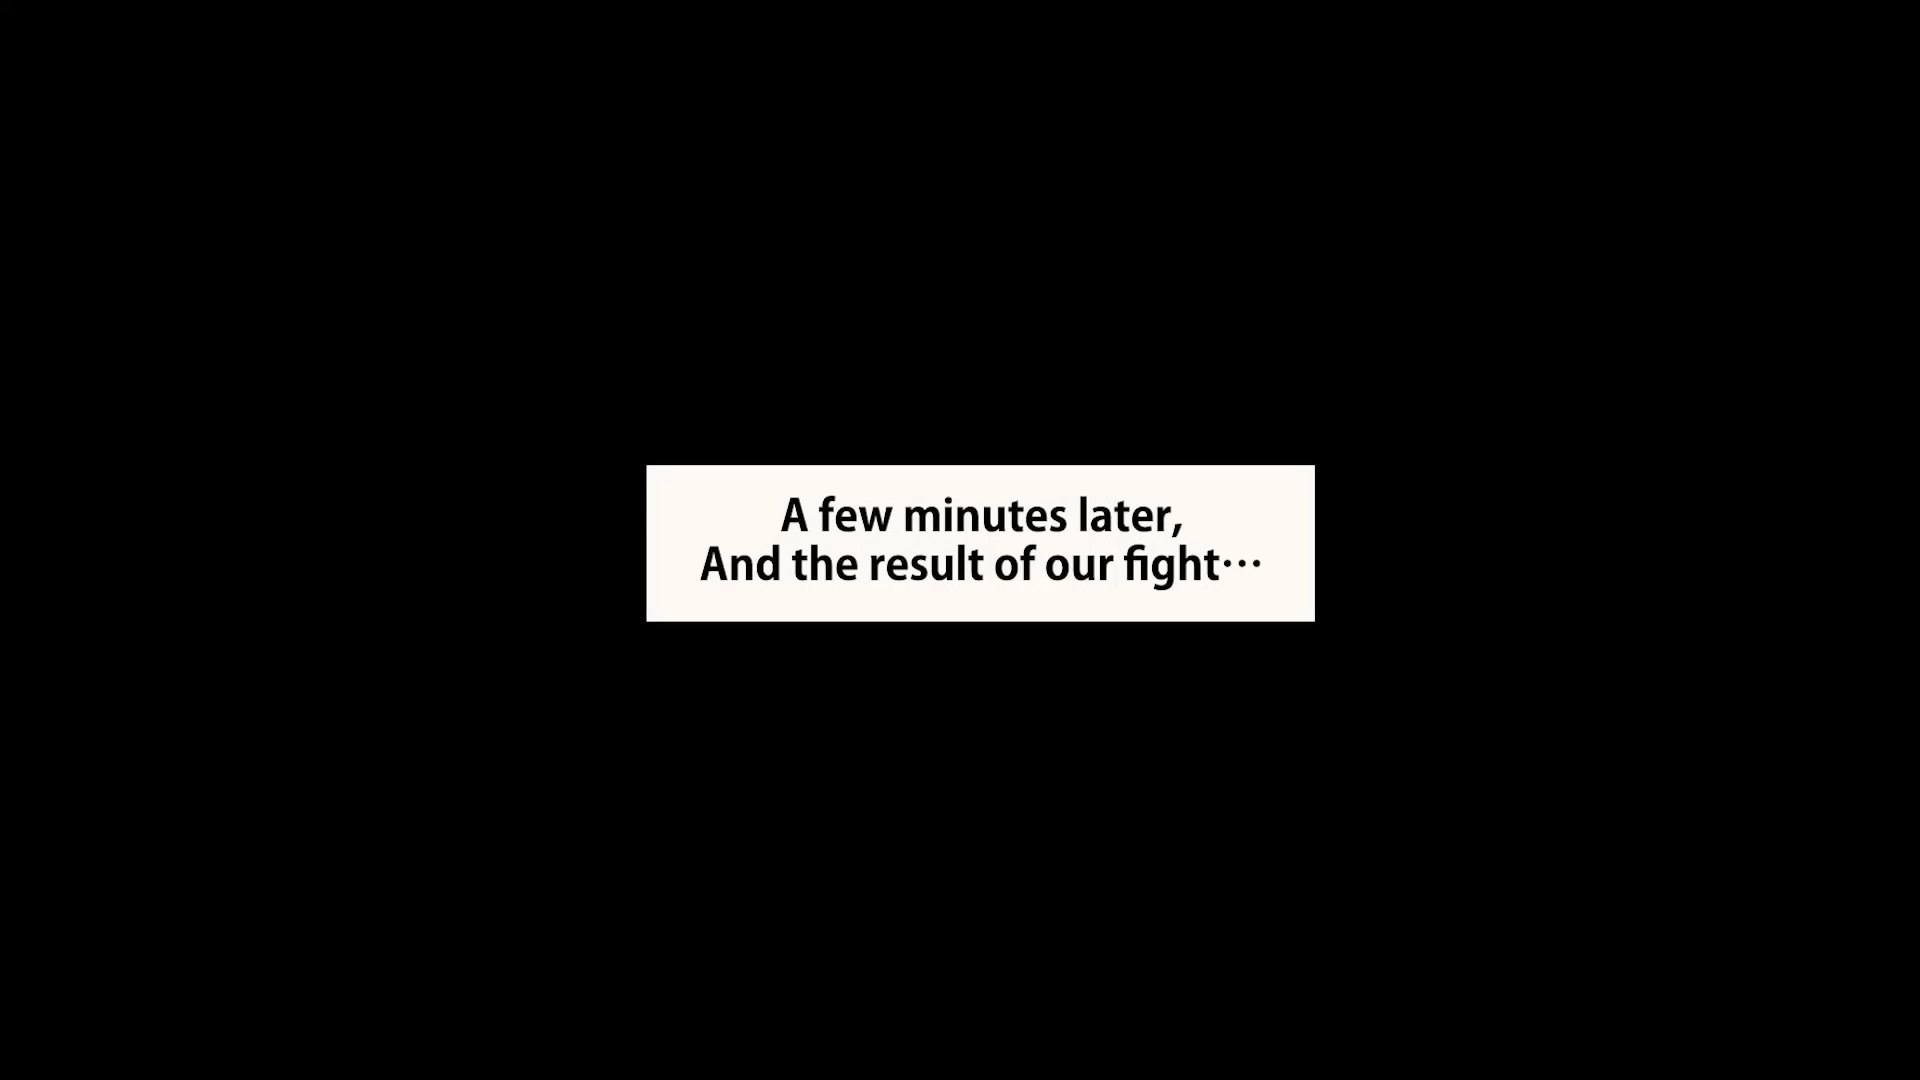 A few minutes later,
And the result of our fight⋯